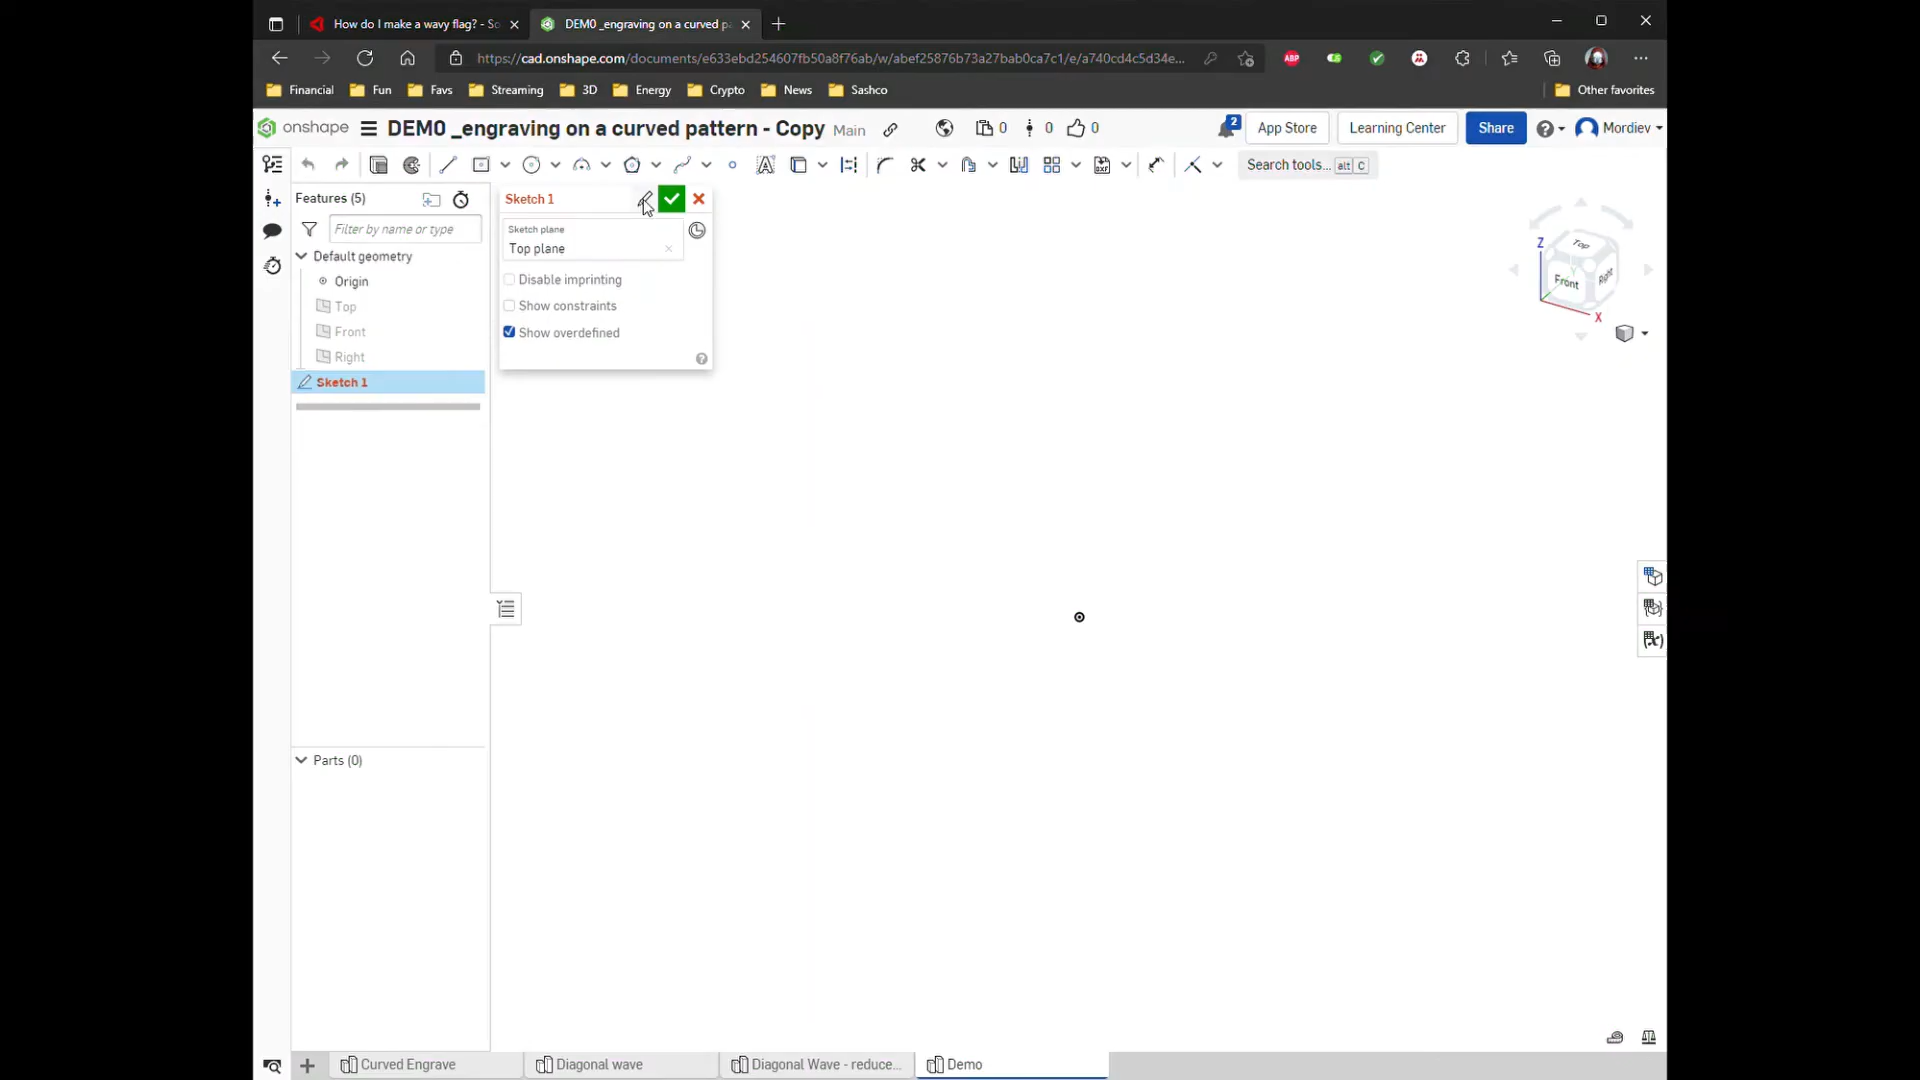 How do I make a wavy flag? - So
DEMO _engraving on a curved p
https://cad.onshape.com/documents/e633ebd254607fb50a8f76ab/w/abef25876b73a27bab0ca7c1/e/a740cd4c5d34e...
ABP
Financial Fun Favs Streaming 3D Energy Crypto News Sashco Other favorites
onshape DEMO _engraving on a curved pattern - Copy Main 0 0 0 2 App Store Learning Center Share Mordiev
Search tools... alt C
Features (5)
Filter by name or type
Default geometry
Origin
Top
Front
Right
Sketch 1
Sketch 1
Sketch plane
Top plane
Disable imprinting
Show constraints
Show overdefined
Z
Top
Front
Right
X
Parts (0)
Curved Engrave Diagonal wave Diagonal Wave - reduce... Demo